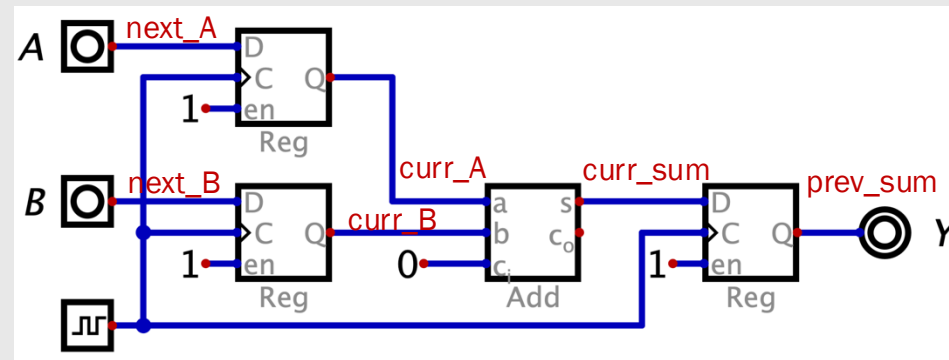 A next_A D
C Q
1 en
Reg
B next_B D
C Q
1 en
Reg
curr_A
curr_B
a s
b cₒ
0 cᵢ
Add
curr_sum
D
C Q
1 en
Reg
prev_sum
Y